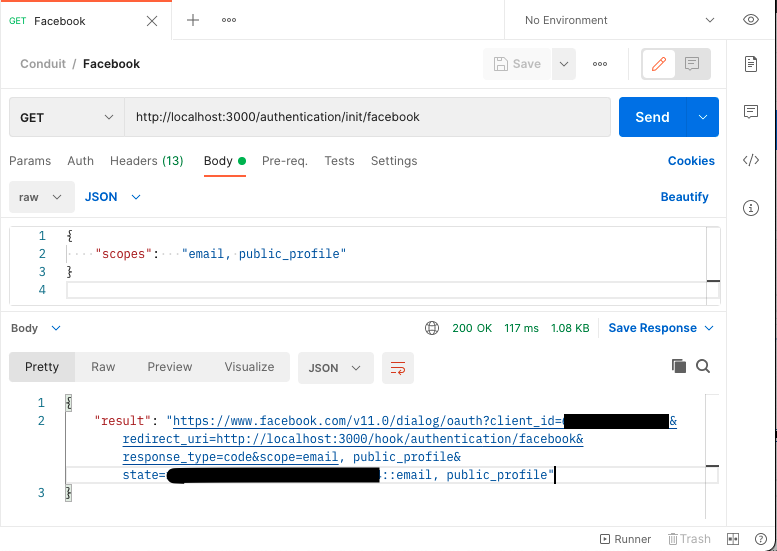 GET Facebook
No Environment
Conduit / Facebook
Save
GET
http://localhost:3000/authentication/init/facebook
Send
Params Auth Headers (13) Body Pre-req. Tests Settings
Cookies
raw JSON
Beautify
1 {
2 "scopes": "email, public_profile"
3 }
4
Body
200 OK 117 ms 1.08 KB
Save Response
Pretty Raw Preview Visualize JSON
1 {
2 "result": "https://www.facebook.com/v11.0/dialog/oauth?client_id= &
redirect_uri=http://localhost:3000/hook/authentication/facebook&
response_type=code&scope=email, public_profile&
state= ::email, public_profile"
3 }
Runner Trash